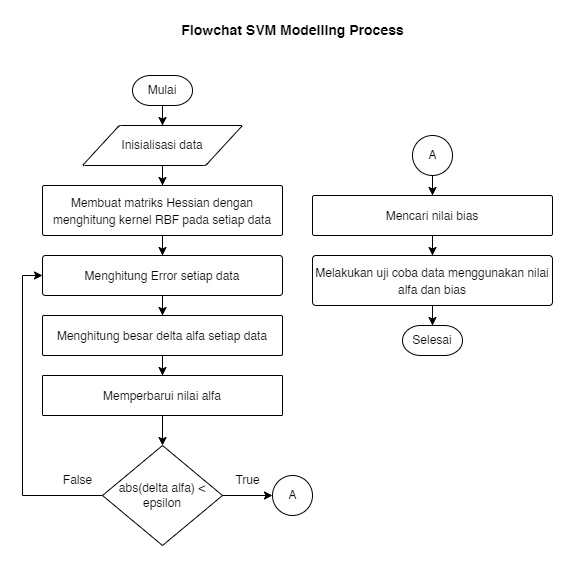 Flowchat SVM Modelling Process
Mulai
Inisialisasi data
Membuat matriks Hessian dengan
menghitung kernel RBF pada setiap data
Menghitung Error setiap data
Menghitung besar delta alfa setiap data
Memperbarui nilai alfa
abs(delta alfa) <
epsilon
False
True
A
A
Mencari nilai bias
Melakukan uji coba data menggunakan nilai
alfa dan bias
Selesai